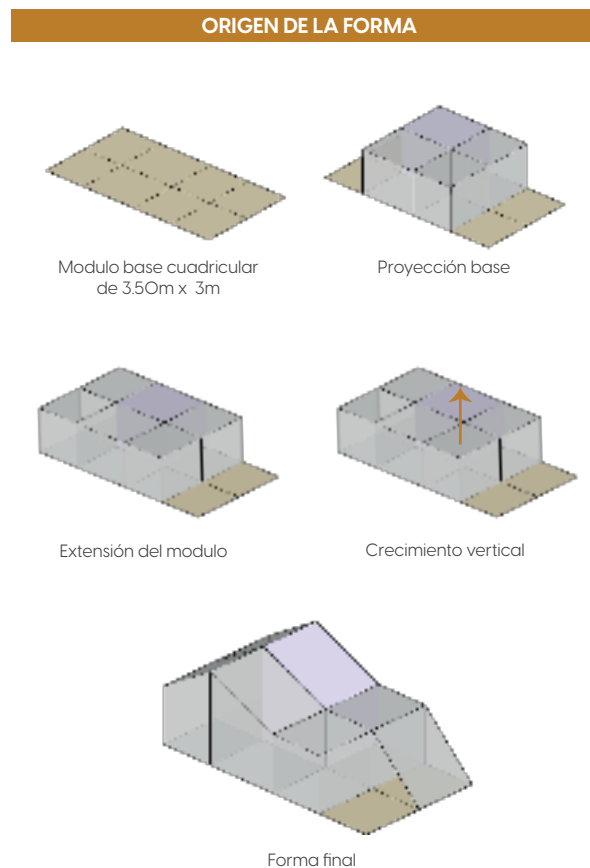 ORIGEN DE LA FORMA
Modulo base cuadricular
de 3.50m x 3m
Proyección base
Extensión del modulo
Crecimiento vertical
Forma final